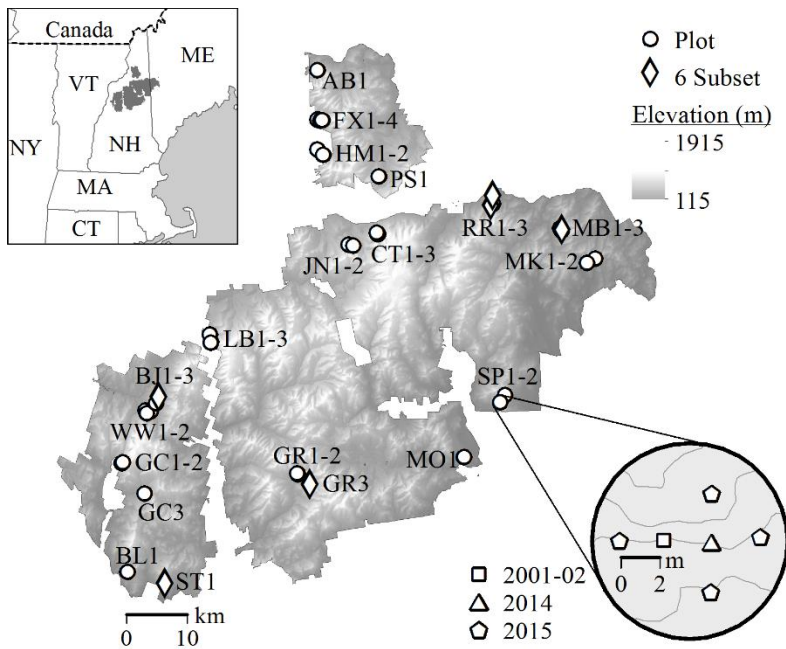 Canada
ME
VT
NY
NH
MA
CT
Plot
6 Subset
Elevation (m)
1915
115
AB1
FX1-4
HM1-2
PS1
RR1-3
MB1-3
CT1-3
JN1-2
MK1-2
LB1-3
BJ1-3
SP1-2
WW1-2
GC1-2
GR1-2
MO1
GR3
GC3
BL1
ST1
km
0 10
m
0 2
2001-02
2014
2015